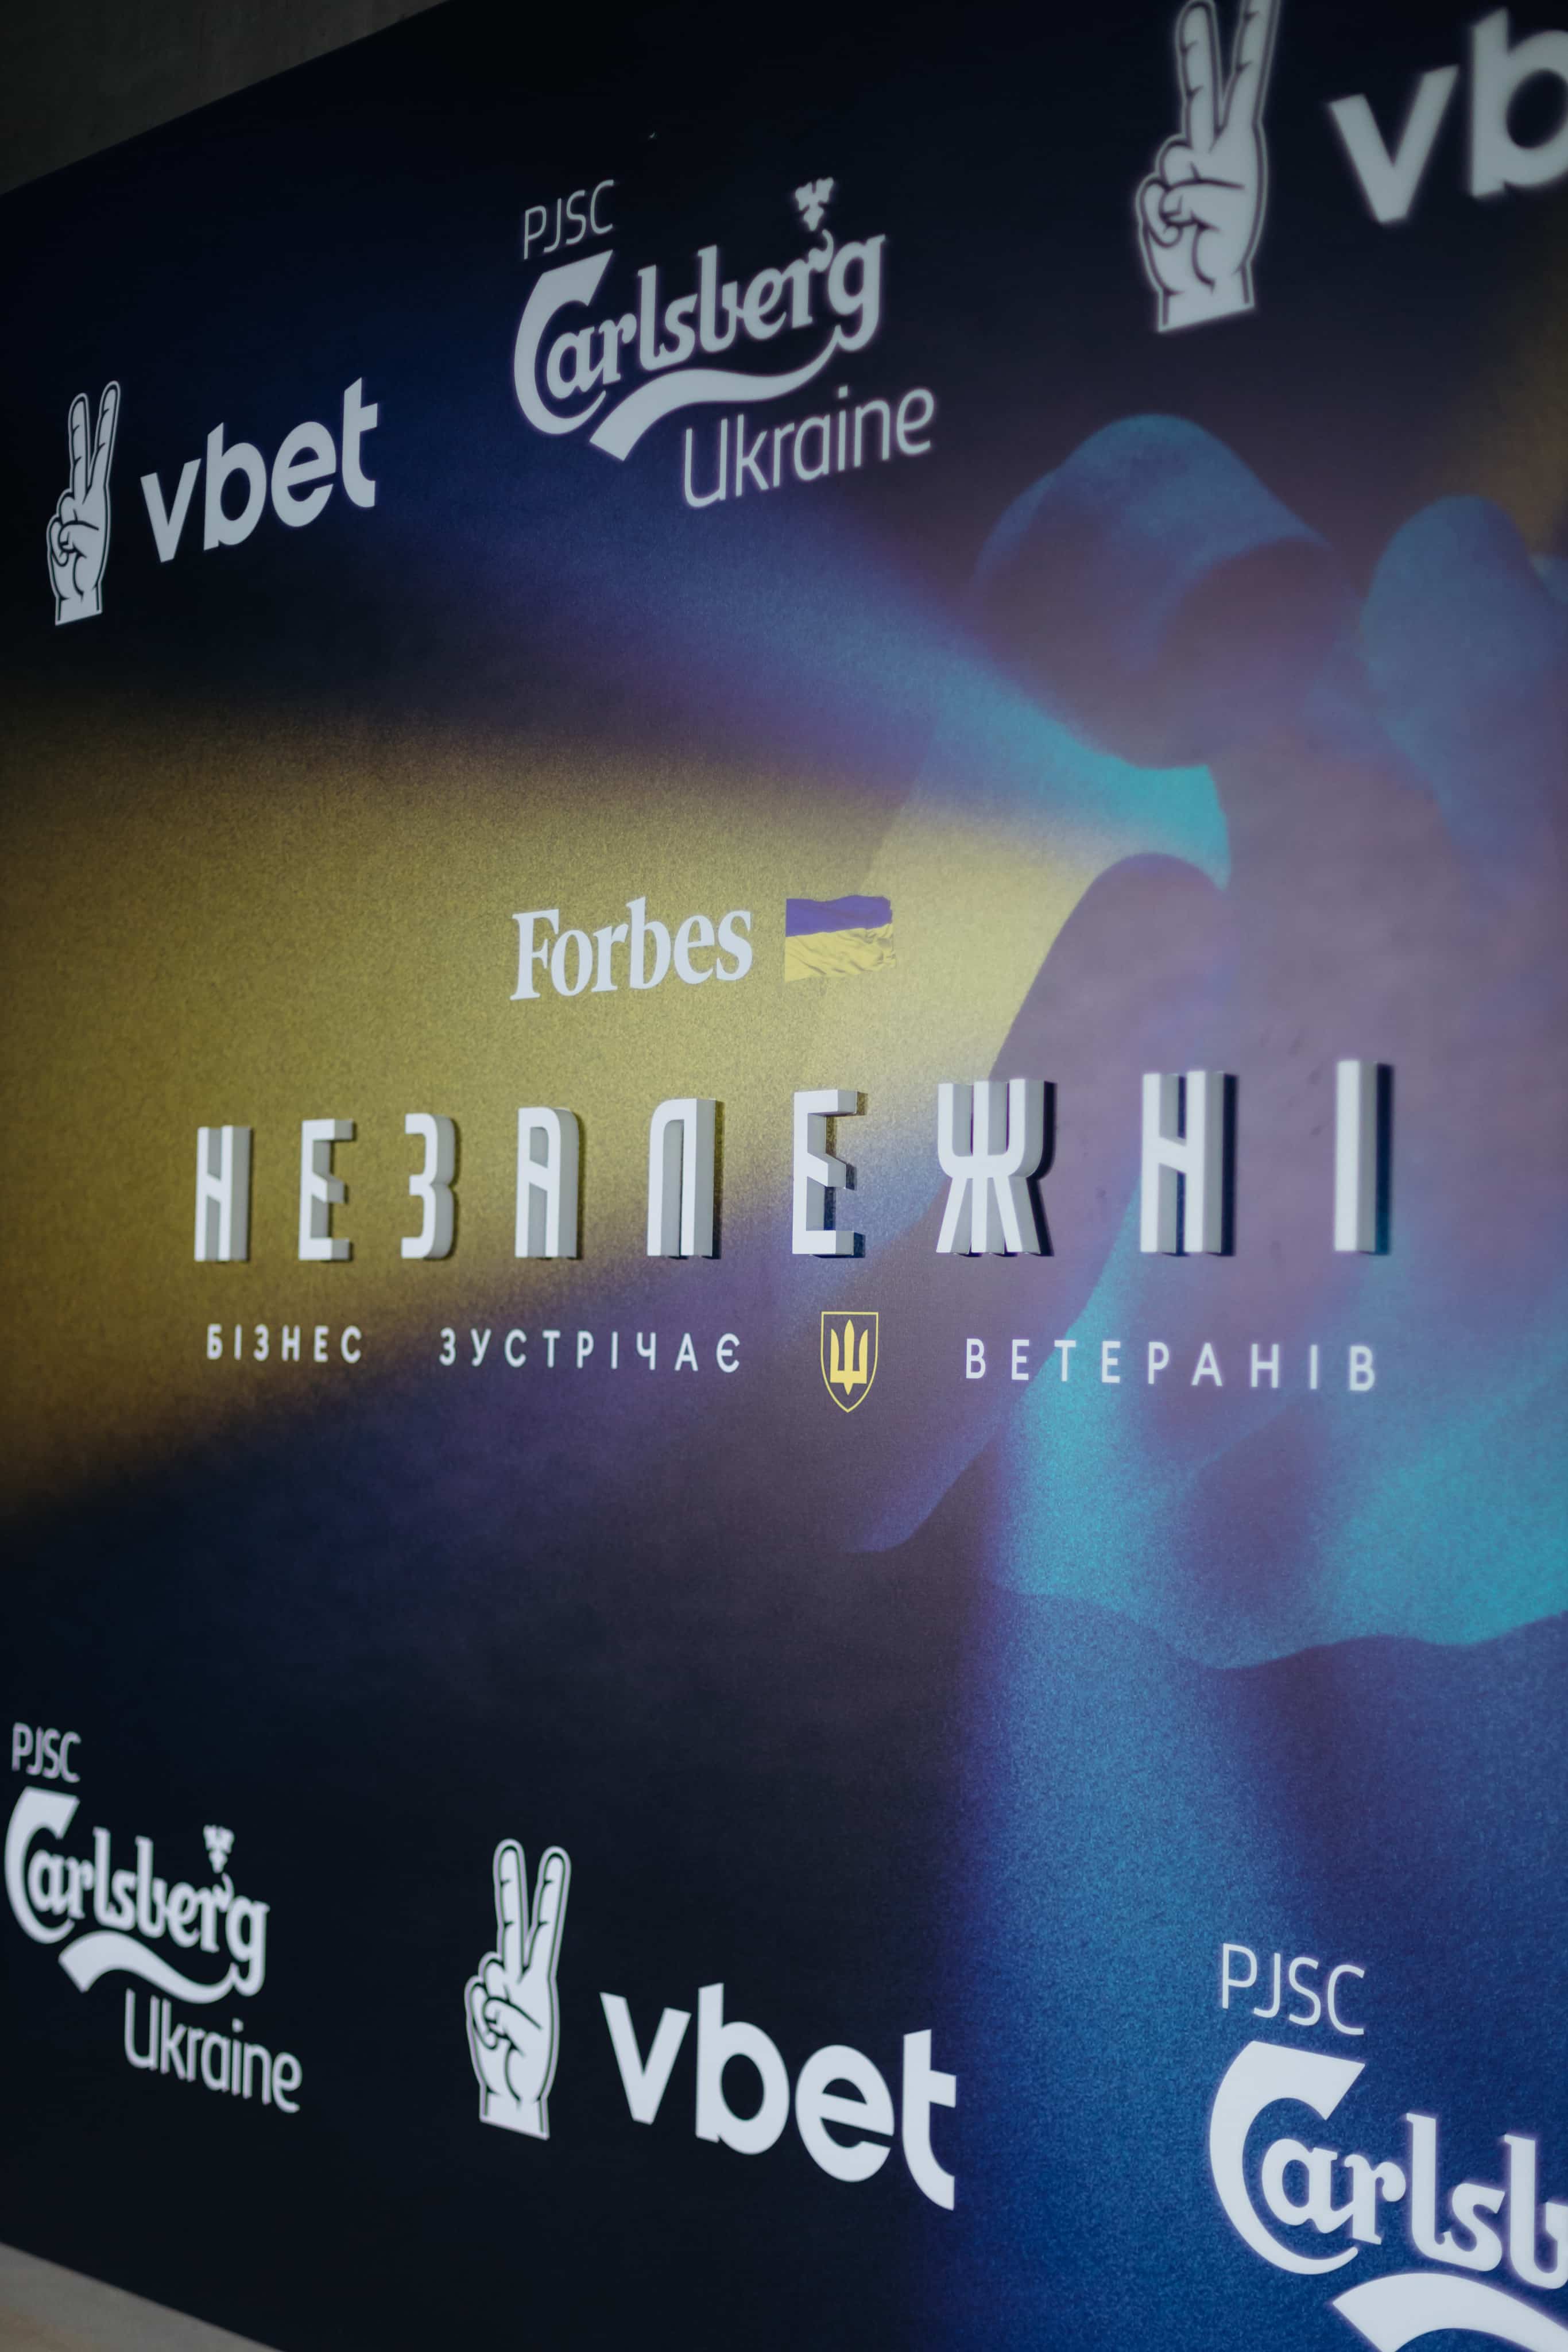 vb
PJSC
Carlsberg
Ukraine
vbet
Forbes
НЕЗАЛЕЖНІ
БІЗНЕС ЗУСТРІЧАЄ ВЕТЕРАНІВ
PJSC
Carlsberg
Ukraine
vbet
PJSC
Carlsb